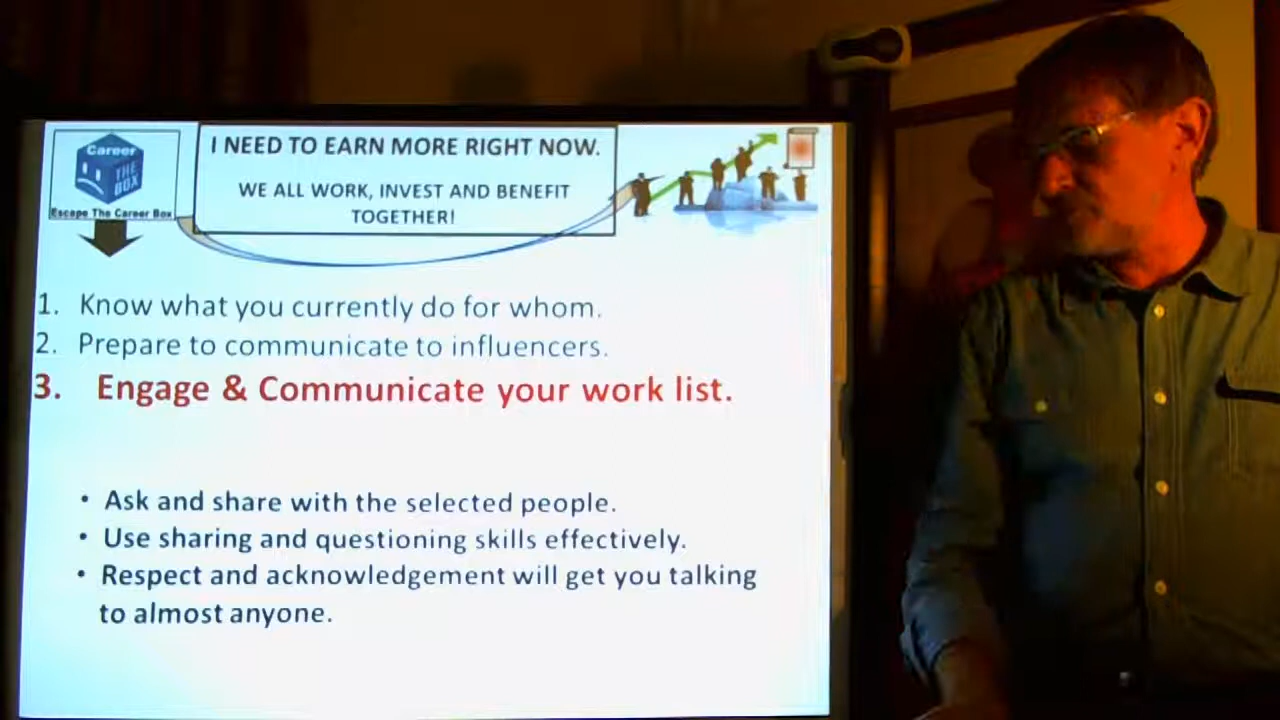 Career
THE
BOX
Escape The Career Box
I NEED TO EARN MORE RIGHT NOW.
WE ALL WORK, INVEST AND BENEFIT
TOGETHER!
1. Know what you currently do for whom.
2. Prepare to communicate to influencers.
3. Engage & Communicate your work list.
• Ask and share with the selected people.
• Use sharing and questioning skills effectively.
• Respect and acknowledgement will get you talking
to almost anyone.